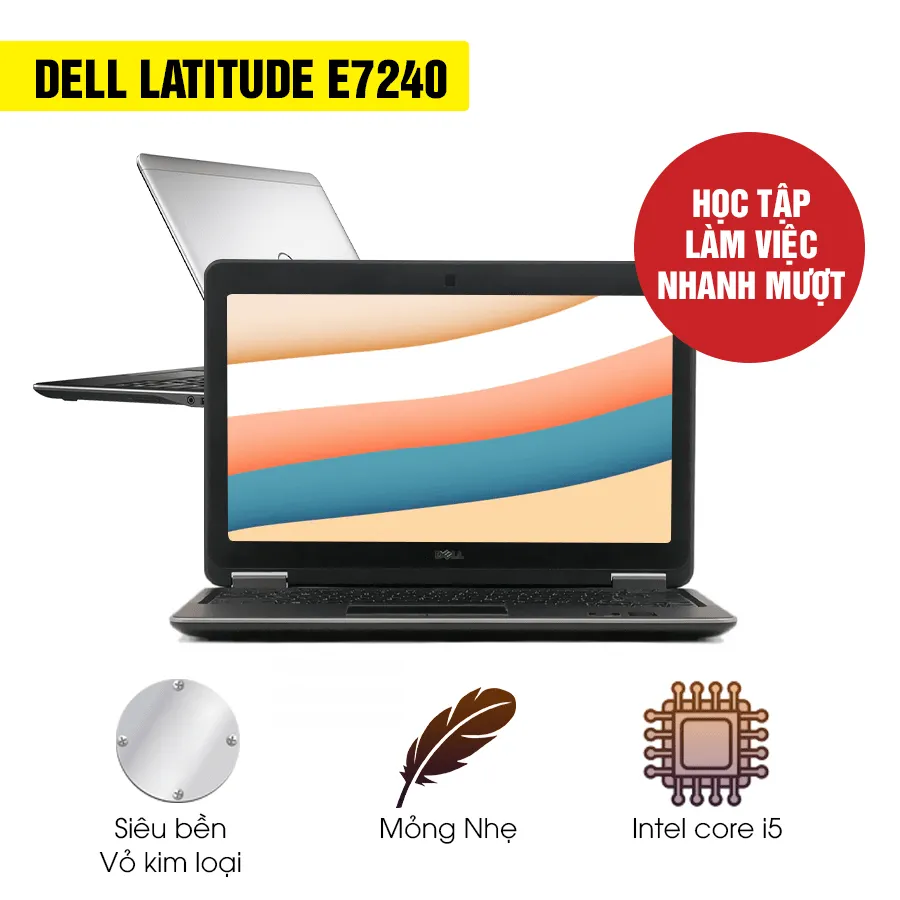 DELL LATITUDE E7240
HỌC TẬP
LÀM VIỆC
NHANH MƯỢT
DELL
Siêu bền
Vỏ kim loại
Mỏng Nhẹ
Intel core i5